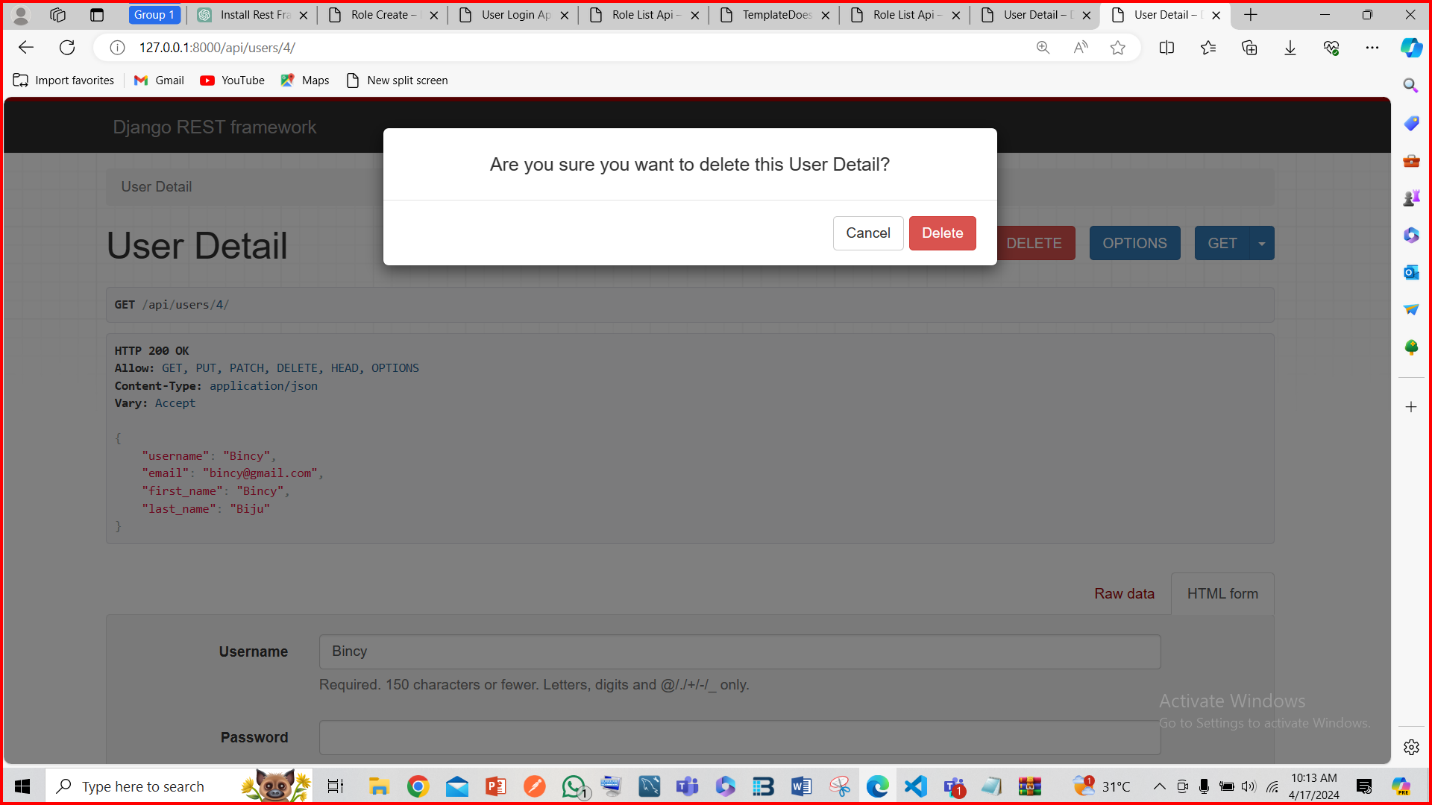 Group 1
Install Rest Fra
Role Create –
User Login Ap
Role List Api –
TemplateDoes
Role List Api –
User Detail – D
User Detail –
127.0.0.1:8000/api/users/4/
Import favorites
Gmail
YouTube
Maps
New split screen
Django REST framework
Are you sure you want to delete this User Detail?
Cancel
Delete
User Detail
User Detail
DELETE
OPTIONS
GET
GET /api/users/4/
HTTP 200 OK
Allow: GET, PUT, PATCH, DELETE, HEAD, OPTIONS
Content-Type: application/json
Vary: Accept
{
"username": "Bincy",
"email": "bincy@gmail.com",
"first_name": "Bincy",
"last_name": "Biju"
}
Raw data
HTML form
Username
Bincy
Required. 150 characters or fewer. Letters, digits and @/./+/-/_ only.
Password
Activate Windows
Go to Settings to activate Windows.
Type here to search
31°C
10:13 AM
4/17/2024